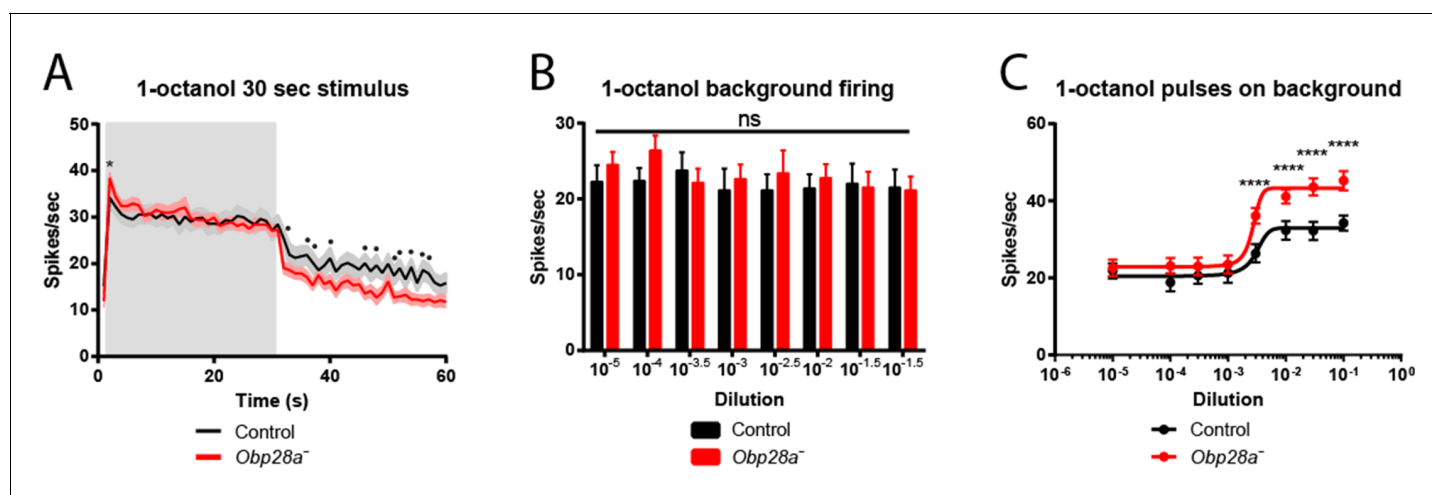 A
1-octanol 30 sec stimulus
50
40
30
20
10
0
Spikes/sec
*
0
20
40
60
Time (s)
Control
Obp28a⁻
B
1-octanol background firing
ns
30
20
10
0
Spikes/sec
10⁻⁵ 10⁻⁴ 10⁻³·⁵ 10⁻³ 10⁻²·⁵ 10⁻² 10⁻¹·⁵ 10⁻¹·⁵
Dilution
Control
Obp28a⁻
C
1-octanol pulses on background
60
40
20
0
Spikes/sec
**** **** **** ****
10⁻⁶ 10⁻⁵ 10⁻⁴ 10⁻³ 10⁻² 10⁻¹ 10⁰
Dilution
Control
Obp28a⁻